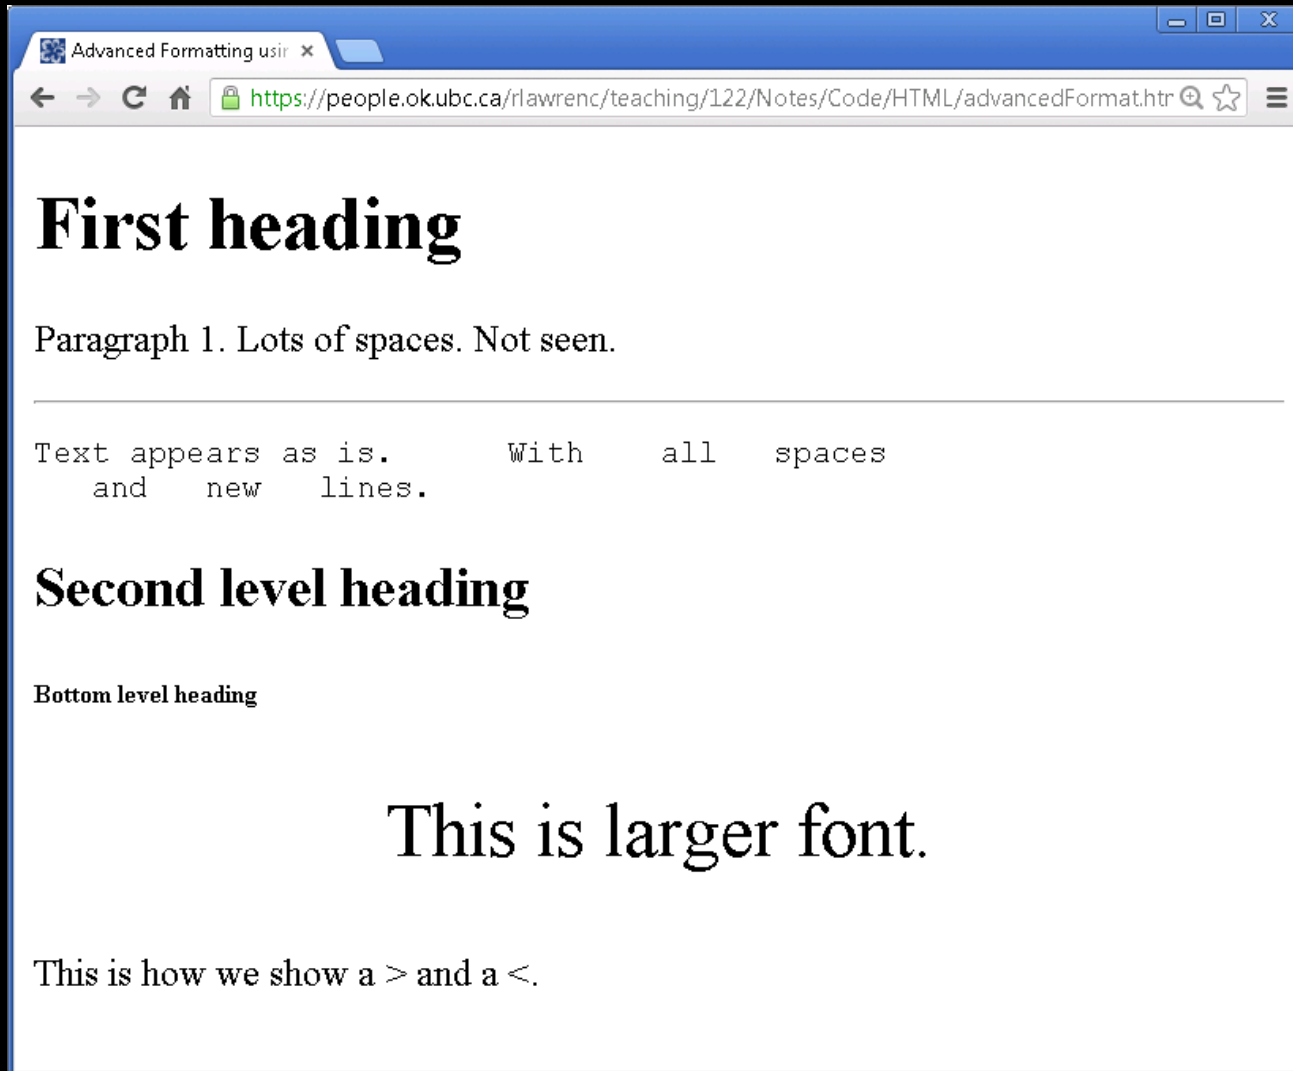 Advanced Formatting usin
https://people.ok.ubc.ca/rlawrenc/teaching/122/Notes/Code/HTML/advancedFormat.htr
First heading
Paragraph 1. Lots of spaces. Not seen.
Text appears as is.      With    all   spaces
   and   new   lines.
Second level heading
Bottom level heading
This is larger font.
This is how we show a > and a <.